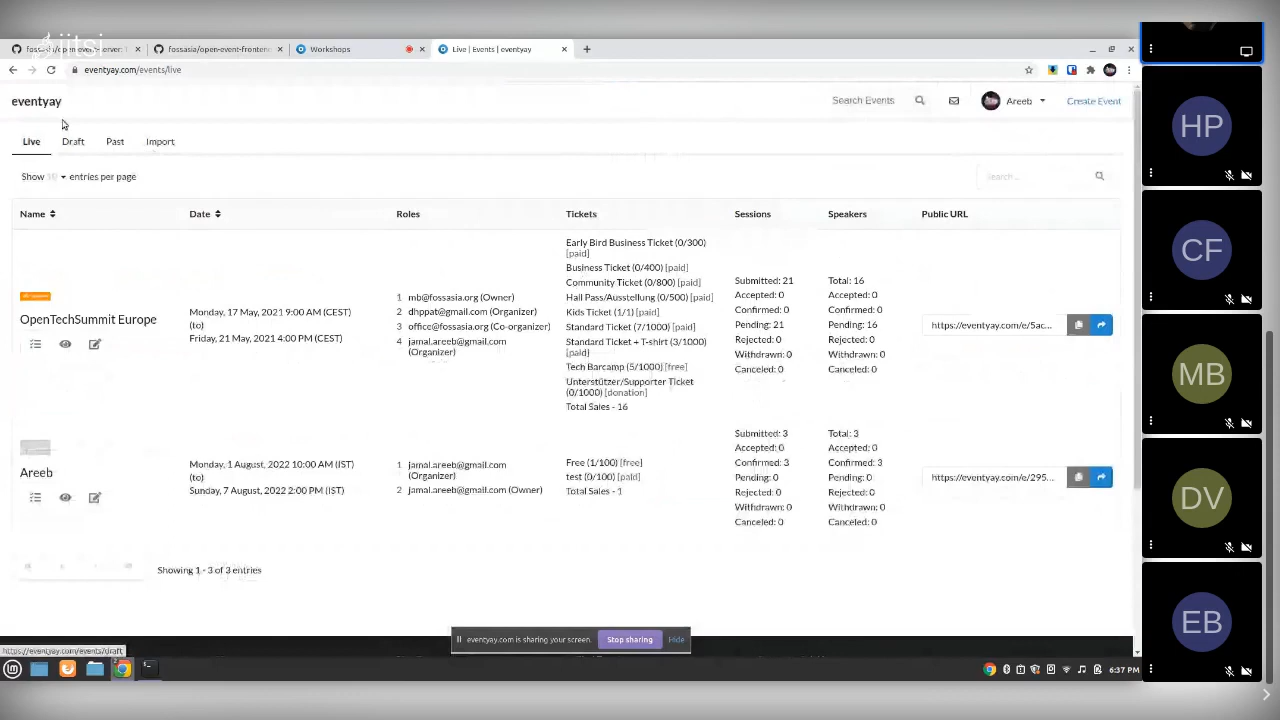 jitsi
fossasia/open-event-server: T
fossasia/open-event-fronten
Workshops
Live | Events | eventyay
eventyay.com/events/live
eventyay
Search Events
Areeb
Create Event
Live
Draft
Past
Import
Show 10 entries per page
Search...
Name
Date
Roles
Tickets
Sessions
Speakers
Public URL
OpenTechSummit Europe
Monday, 17 May, 2021 9:00 AM (CEST)
(to)
Friday, 21 May, 2021 4:00 PM (CEST)
1 mb@fossasia.org (Owner)
2 dhppat@gmail.com (Organizer)
3 office@fossasia.org (Co-organizer)
4 jamal.areeb@gmail.com
(Organizer)
Early Bird Business Ticket (0/300)
[paid]
Business Ticket (0/400) [paid]
Community Ticket (0/800) [paid]
Hall Pass/Ausstellung (0/500) [paid]
Kids Ticket (1/1) [paid]
Standard Ticket (7/1000) [paid]
Standard Ticket + T-shirt (3/1000)
[paid]
Tech Barcamp (5/1000) [free]
Unterstützer/Supporter Ticket
(0/1000) [donation]
Total Sales - 16
Submitted: 21
Accepted: 0
Confirmed: 0
Pending: 21
Rejected: 0
Withdrawn: 0
Canceled: 0
Total: 16
Accepted: 0
Confirmed: 0
Pending: 16
Rejected: 0
Withdrawn: 0
Canceled: 0
https://eventyay.com/e/5ac...
Areeb
Monday, 1 August, 2022 10:00 AM (IST)
(to)
Sunday, 7 August, 2022 2:00 PM (IST)
1 jamal.areeb@gmail.com
(Organizer)
2 jamal.areeb@gmail.com (Owner)
Free (1/100) [free]
test (0/100) [paid]
Total Sales - 1
Submitted: 3
Accepted: 0
Confirmed: 3
Pending: 0
Rejected: 0
Withdrawn: 0
Canceled: 0
Total: 3
Accepted: 0
Confirmed: 3
Pending: 0
Rejected: 0
Withdrawn: 0
Canceled: 0
https://eventyay.com/e/295...
Showing 1 - 3 of 3 entries
eventyay.com is sharing your screen.
Stop sharing
Hide
https://eventyay.com/events/draft
6:37 PM
HP
CF
MB
DV
EB